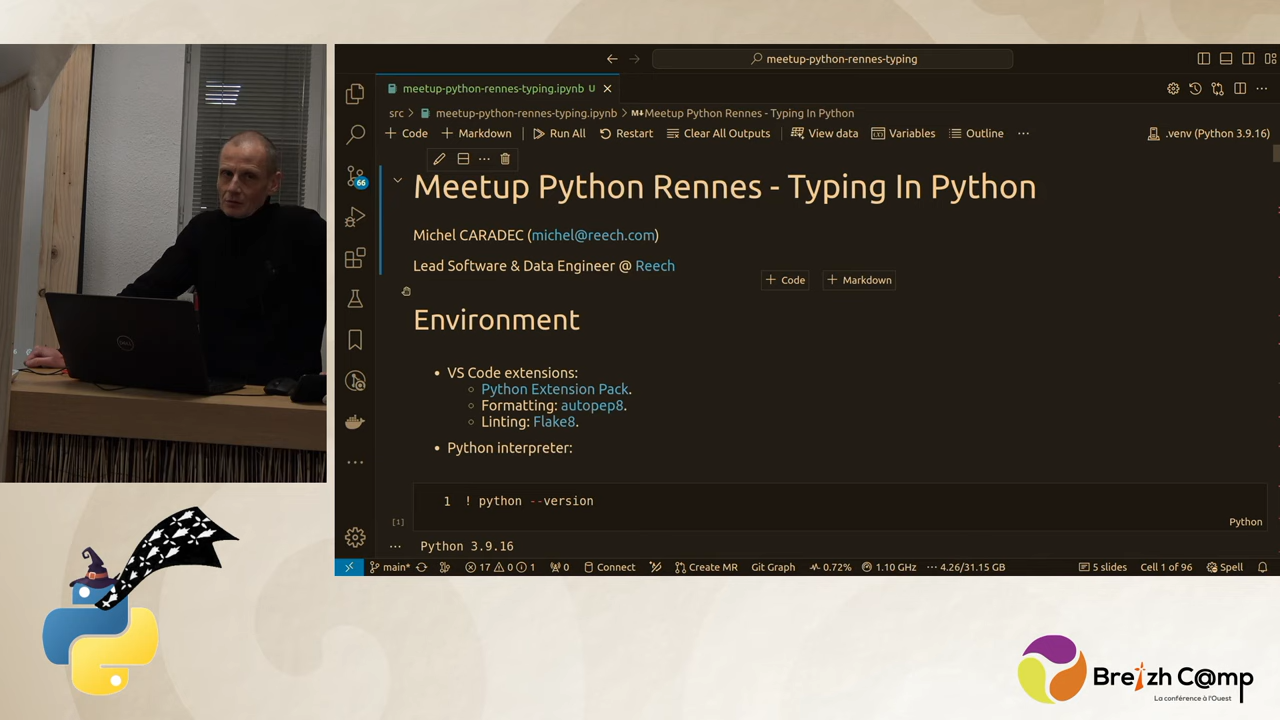 meetup-python-rennes-typing
meetup-python-rennes-typing.ipynb U
src > meetup-python-rennes-typing.ipynb > M↓Meetup Python Rennes - Typing In Python
+ Code + Markdown Run All Restart Clear All Outputs View data Variables Outline ... .venv (Python 3.9.16)
Meetup Python Rennes - Typing In Python
Michel CARADEC (michel@reech.com)
Lead Software & Data Engineer @ Reech
+ Code + Markdown
Environment
• VS Code extensions:
◦ Python Extension Pack.
◦ Formatting: autopep8.
◦ Linting: Flake8.
• Python interpreter:
1 ! python --version
[1] Python
... Python 3.9.16
66
main* 17 0 1 0 Connect Create MR Git Graph 0.72% 1.10 GHz ... 4.26/31.15 GB 5 slides Cell 1 of 96 Spell
DELL
Breizh C@mp
La conférence à l'Ouest